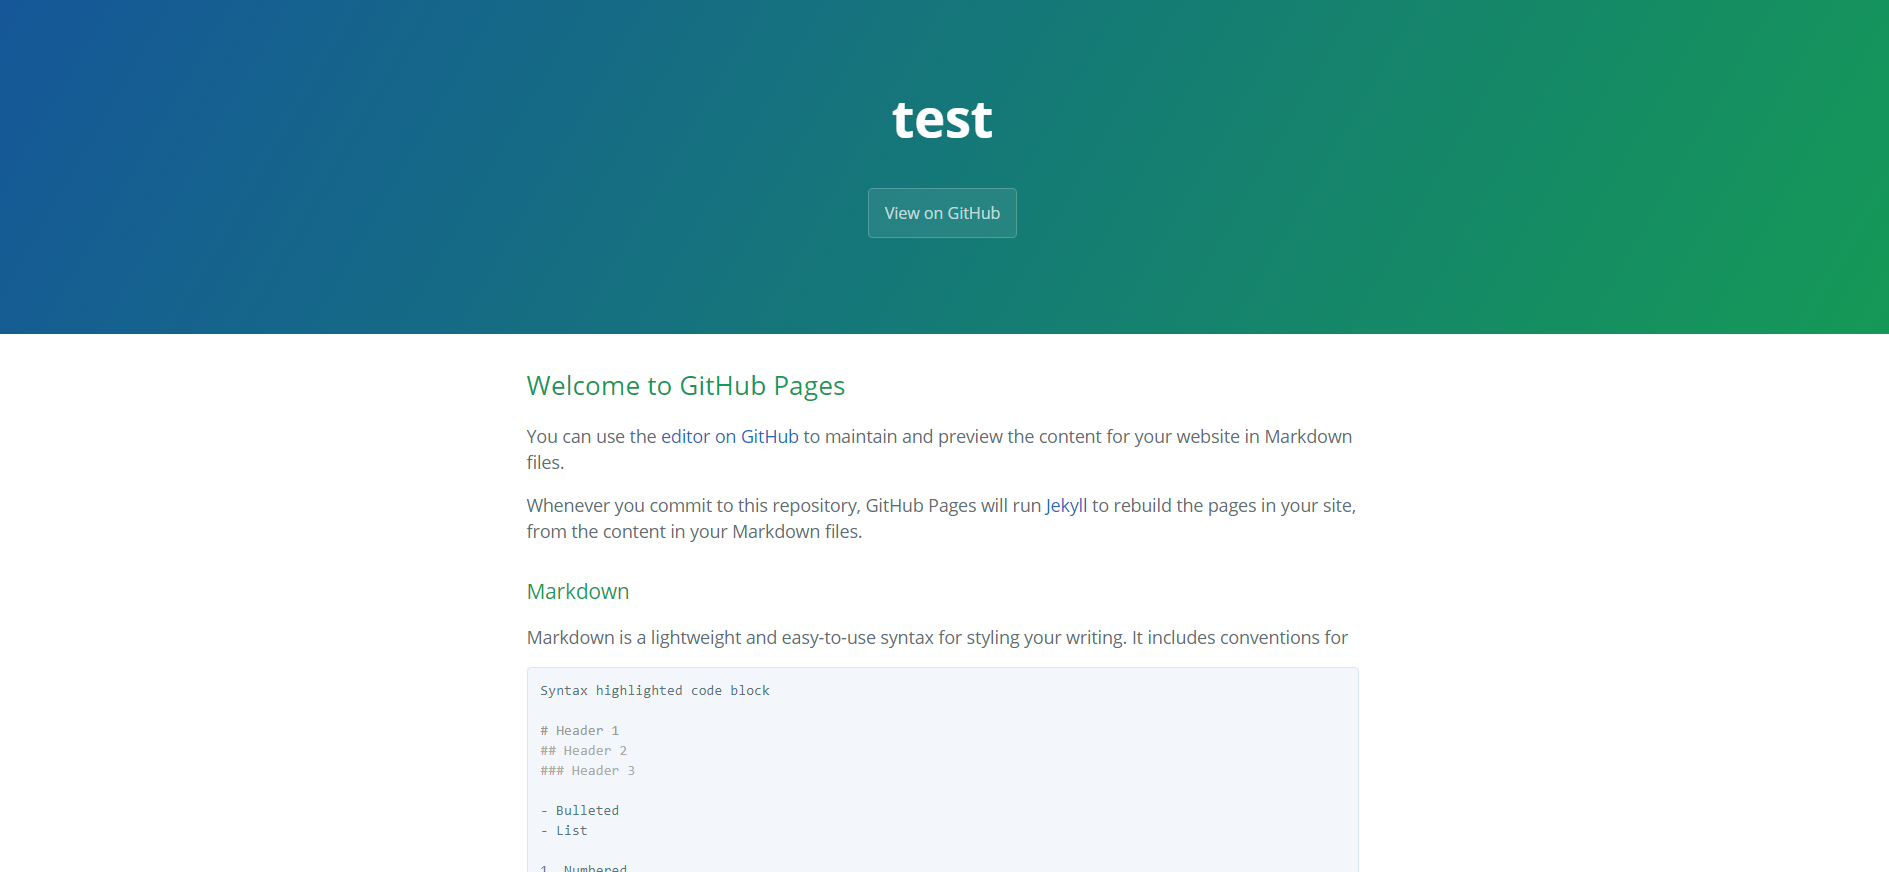 test
View on GitHub
Welcome to GitHub Pages
You can use the editor on GitHub to maintain and preview the content for your website in Markdown
files.
Whenever you commit to this repository, GitHub Pages will run Jekyll to rebuild the pages in your site,
from the content in your Markdown files.
Markdown
Markdown is a lightweight and easy-to-use syntax for styling your writing. It includes conventions for
Syntax highlighted code block
# Header 1
## Header 2
### Header 3
- Bulleted
- List
1. Numbered